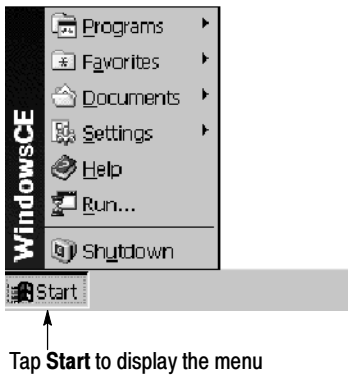 Programs
Favorites
Documents
Settings
Help
Run...
Shutdown
WindowsCE
Start
Tap Start to display the menu